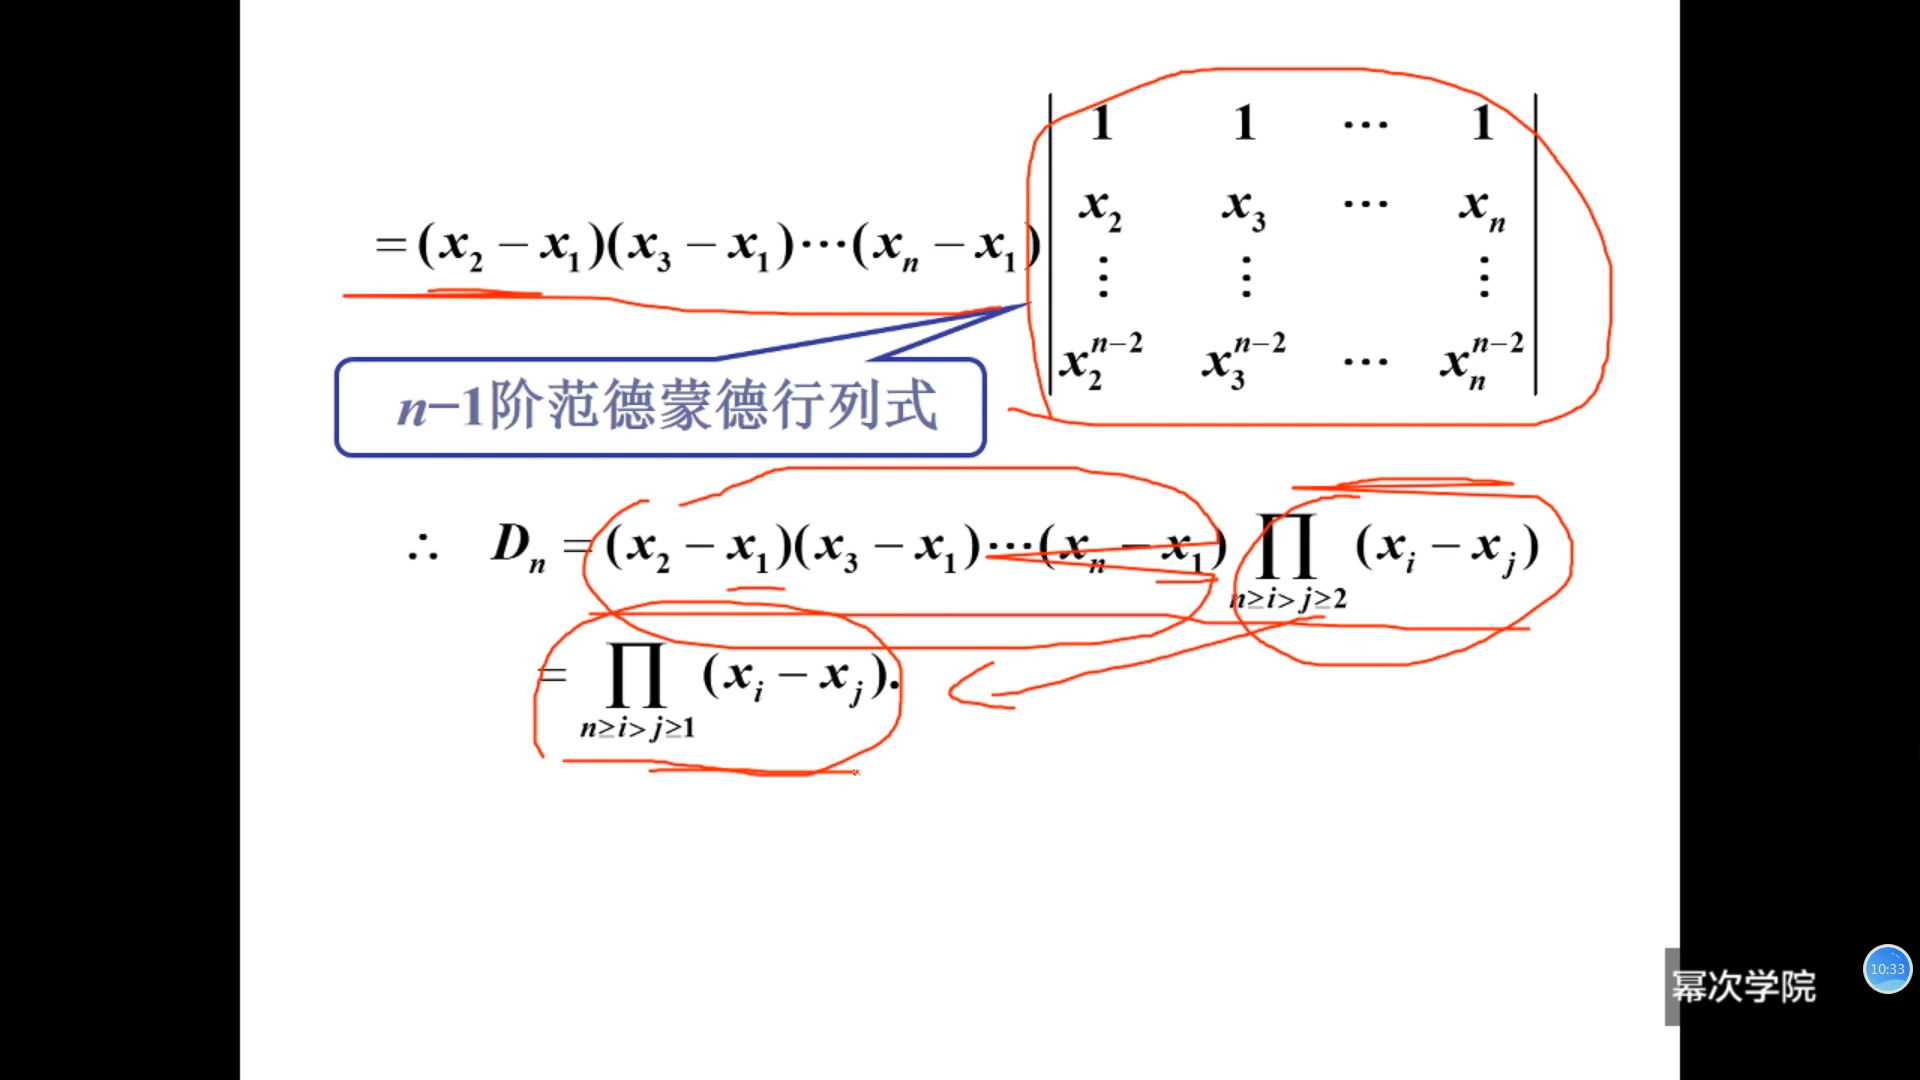 = (x₂ − x₁)(x₃ − x₁)⋯(xₙ − x₁)
1 1 ⋯ 1
x₂ x₃ ⋯ xₙ
⋮ ⋮ ⋮
x₂ⁿ⁻² x₃ⁿ⁻² ⋯ xₙⁿ⁻²
n−1阶范德蒙德行列式
∴ Dₙ = (x₂ − x₁)(x₃ − x₁)⋯(xₙ − x₁) ∏ (xᵢ − xⱼ)
n≥i>j≥2
= ∏ (xᵢ − xⱼ).
n≥i>j≥1
幂次学院
10:33